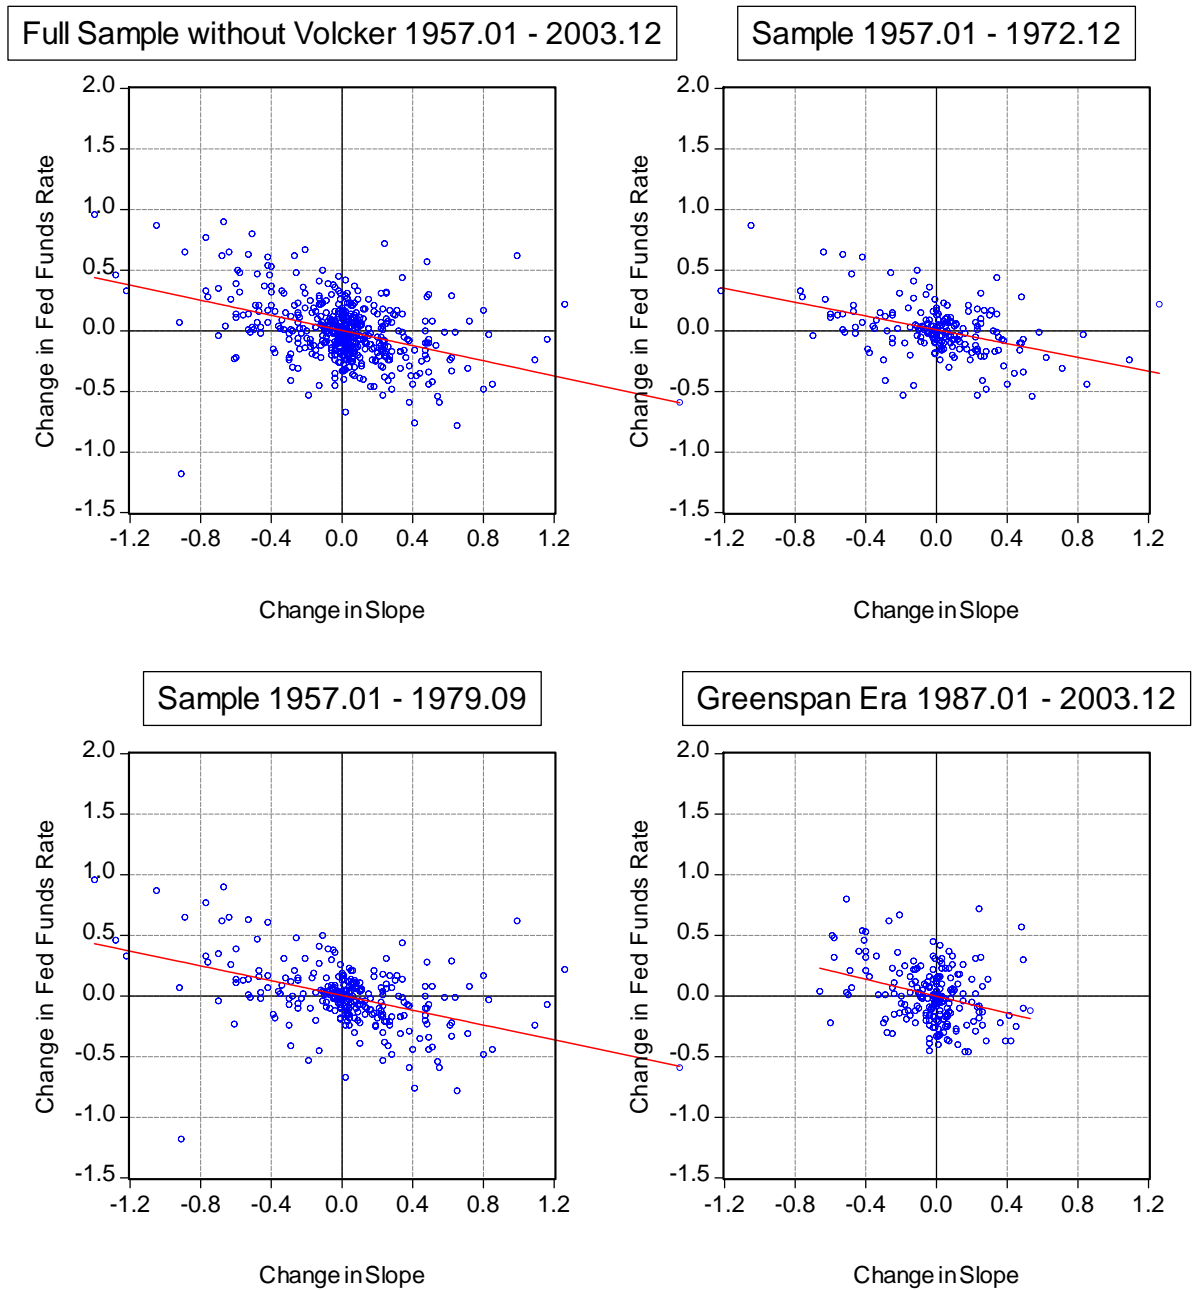 Full Sample without Volcker 1957.01 - 2003.12
Sample 1957.01 - 1972.12
2.0
1.5
1.0
0.5
0.0
-0.5
-1.0
-1.5
Change in Fed Funds Rate
-1.2 -0.8 -0.4 0.0 0.4 0.8 1.2
Change in Slope
2.0
1.5
1.0
0.5
0.0
-0.5
-1.0
-1.5
Change in Fed Funds Rate
-1.2 -0.8 -0.4 0.0 0.4 0.8 1.2
Change in Slope
Sample 1957.01 - 1979.09
Greenspan Era 1987.01 - 2003.12
2.0
1.5
1.0
0.5
0.0
-0.5
-1.0
-1.5
Change in Fed Funds Rate
-1.2 -0.8 -0.4 0.0 0.4 0.8 1.2
Change in Slope
2.0
1.5
1.0
0.5
0.0
-0.5
-1.0
-1.5
Change in Fed Funds Rate
-1.2 -0.8 -0.4 0.0 0.4 0.8 1.2
Change in Slope